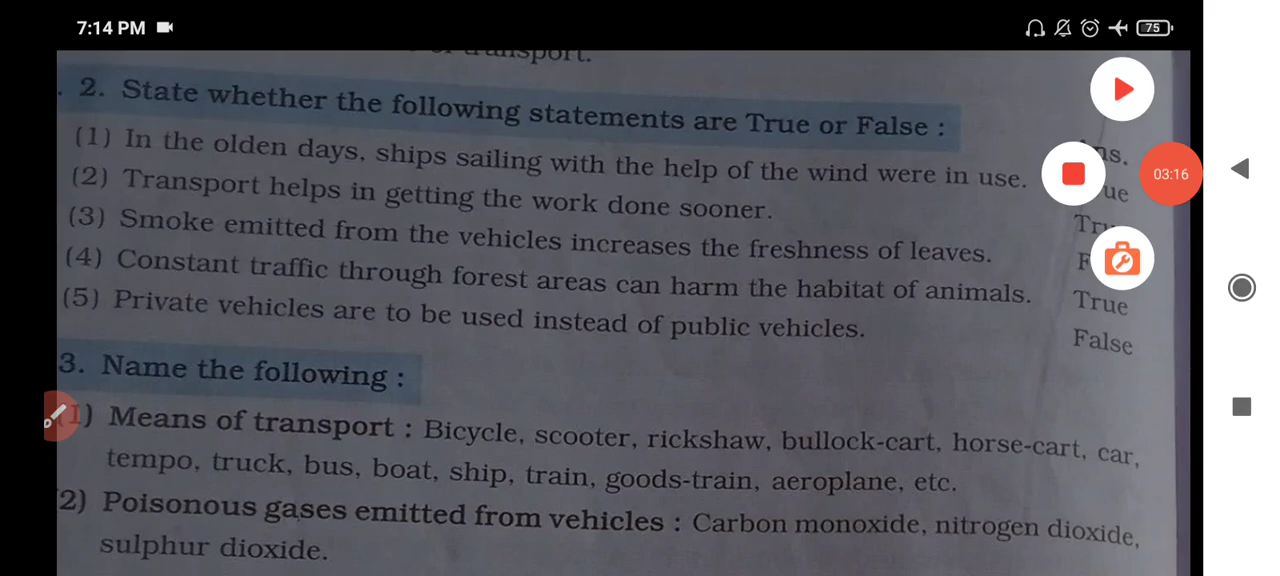 7:14 PM
75
transport.
2. State whether the following statements are True or False :
(1) In the olden days, ships sailing with the help of the wind were in use.
(2) Transport helps in getting the work done sooner.
(3) Smoke emitted from the vehicles increases the freshness of leaves.
(4) Constant traffic through forest areas can harm the habitat of animals. True
(5) Private vehicles are to be used instead of public vehicles. False
03:16
3. Name the following :
(1) Means of transport : Bicycle, scooter, rickshaw, bullock-cart, horse-cart, car,
tempo, truck, bus, boat, ship, train, goods-train, aeroplane, etc.
2) Poisonous gases emitted from vehicles : Carbon monoxide, nitrogen dioxide,
sulphur dioxide.